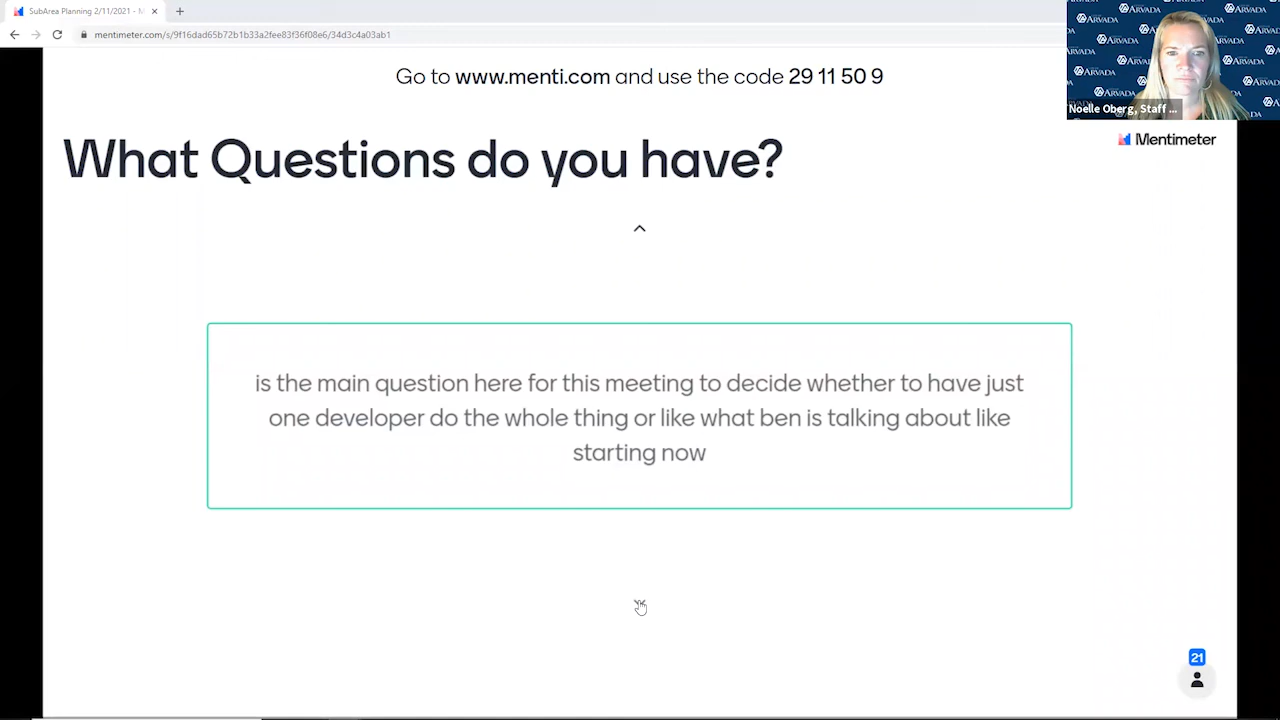 SubArea Planning 2/11/2021 - M
mentimeter.com/s/9f16dad65b72b1b33a2fee83f36f08e6/34d3c4a03ab1
Go to www.menti.com and use the code 29 11 50 9
ARVADA
Noelle Oberg, Staff ...
Mentimeter
What Questions do you have?
is the main question here for this meeting to decide whether to have just
one developer do the whole thing or like what ben is talking about like
starting now
21